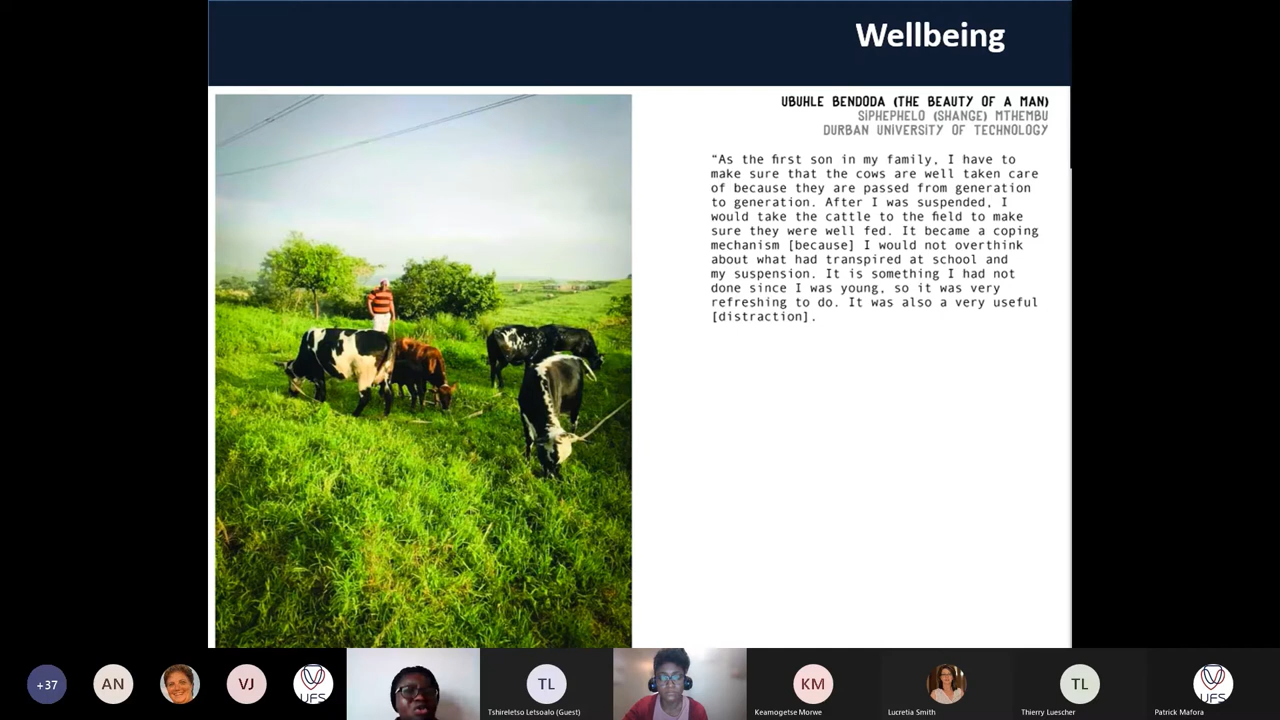 Wellbeing
UBUHLE BENDODA (THE BEAUTY OF A MAN)
SIPHEPHELO (SHANGE) MTHEMBU
DURBAN UNIVERSITY OF TECHNOLOGY
“As the first son in my family, I have to
make sure that the cows are well taken care
of because they are passed from generation
to generation. After I was suspended, I
would take the cattle to the field to make
sure they were well fed. It became a coping
mechanism [because] I would not overthink
about what had transpired at school and
my suspension. It is something I had not
done since I was young, so it was very
refreshing to do. It was also a very useful
[distraction].
+37
AN
VJ
UFS
TL
Tshireletso Letsoalo (Guest)
KM
Keamogetse Morwe
Lucretia Smith
TL
Thierry Luescher
UFS
Patrick Mafora